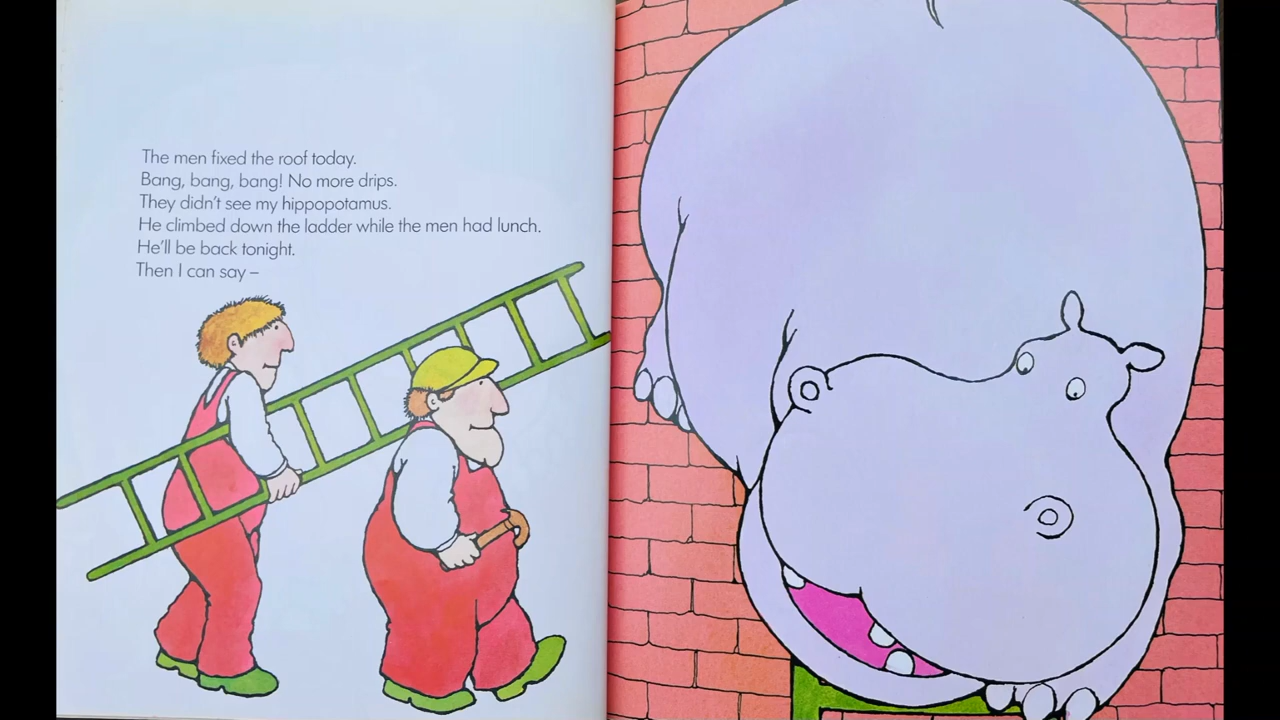 The men fixed the roof today.
Bang, bang, bang! No more drips.
They didn't see my hippopotamus.
He climbed down the ladder while the men had lunch.
He'll be back tonight.
Then I can say –